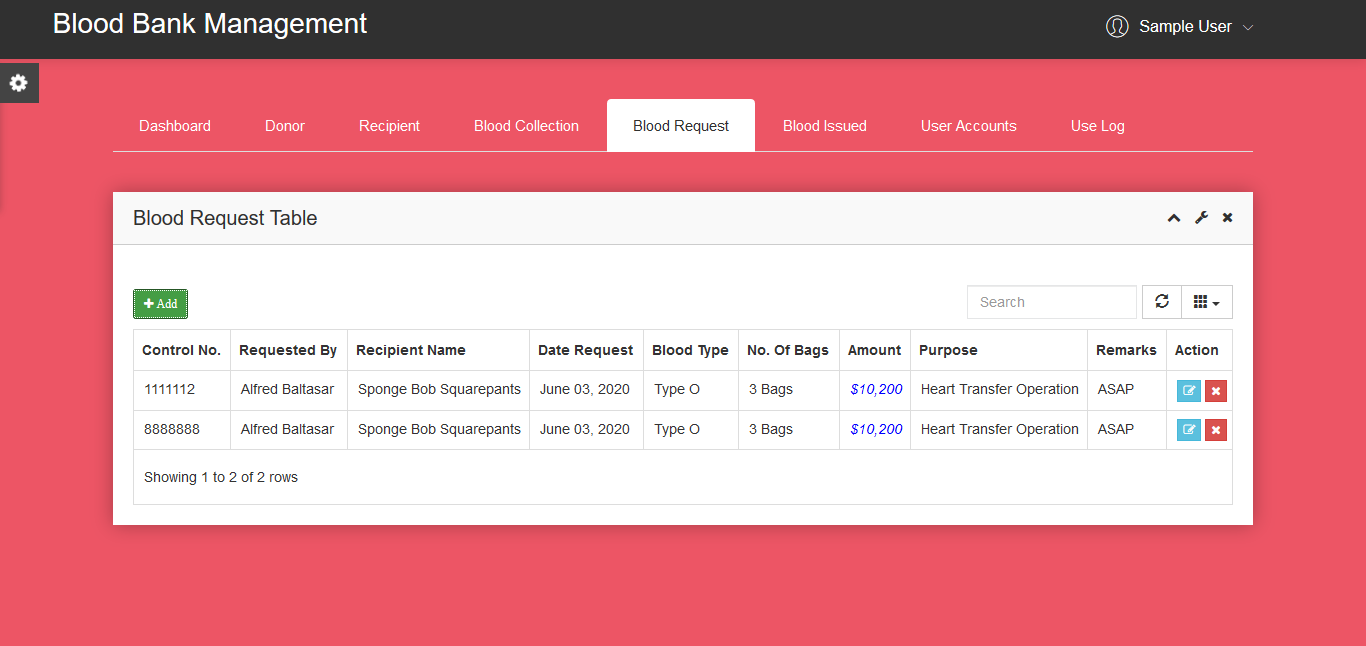 Blood Bank Management
Sample User
Dashboard Donor Recipient Blood Collection Blood Request Blood Issued User Accounts Use Log
Blood Request Table
Add
Search
Control No. Requested By Recipient Name Date Request Blood Type No. Of Bags Amount Purpose Remarks Action
1111112 Alfred Baltasar Sponge Bob Squarepants June 03, 2020 Type O 3 Bags $10,200 Heart Transfer Operation ASAP
8888888 Alfred Baltasar Sponge Bob Squarepants June 03, 2020 Type O 3 Bags $10,200 Heart Transfer Operation ASAP
Showing 1 to 2 of 2 rows